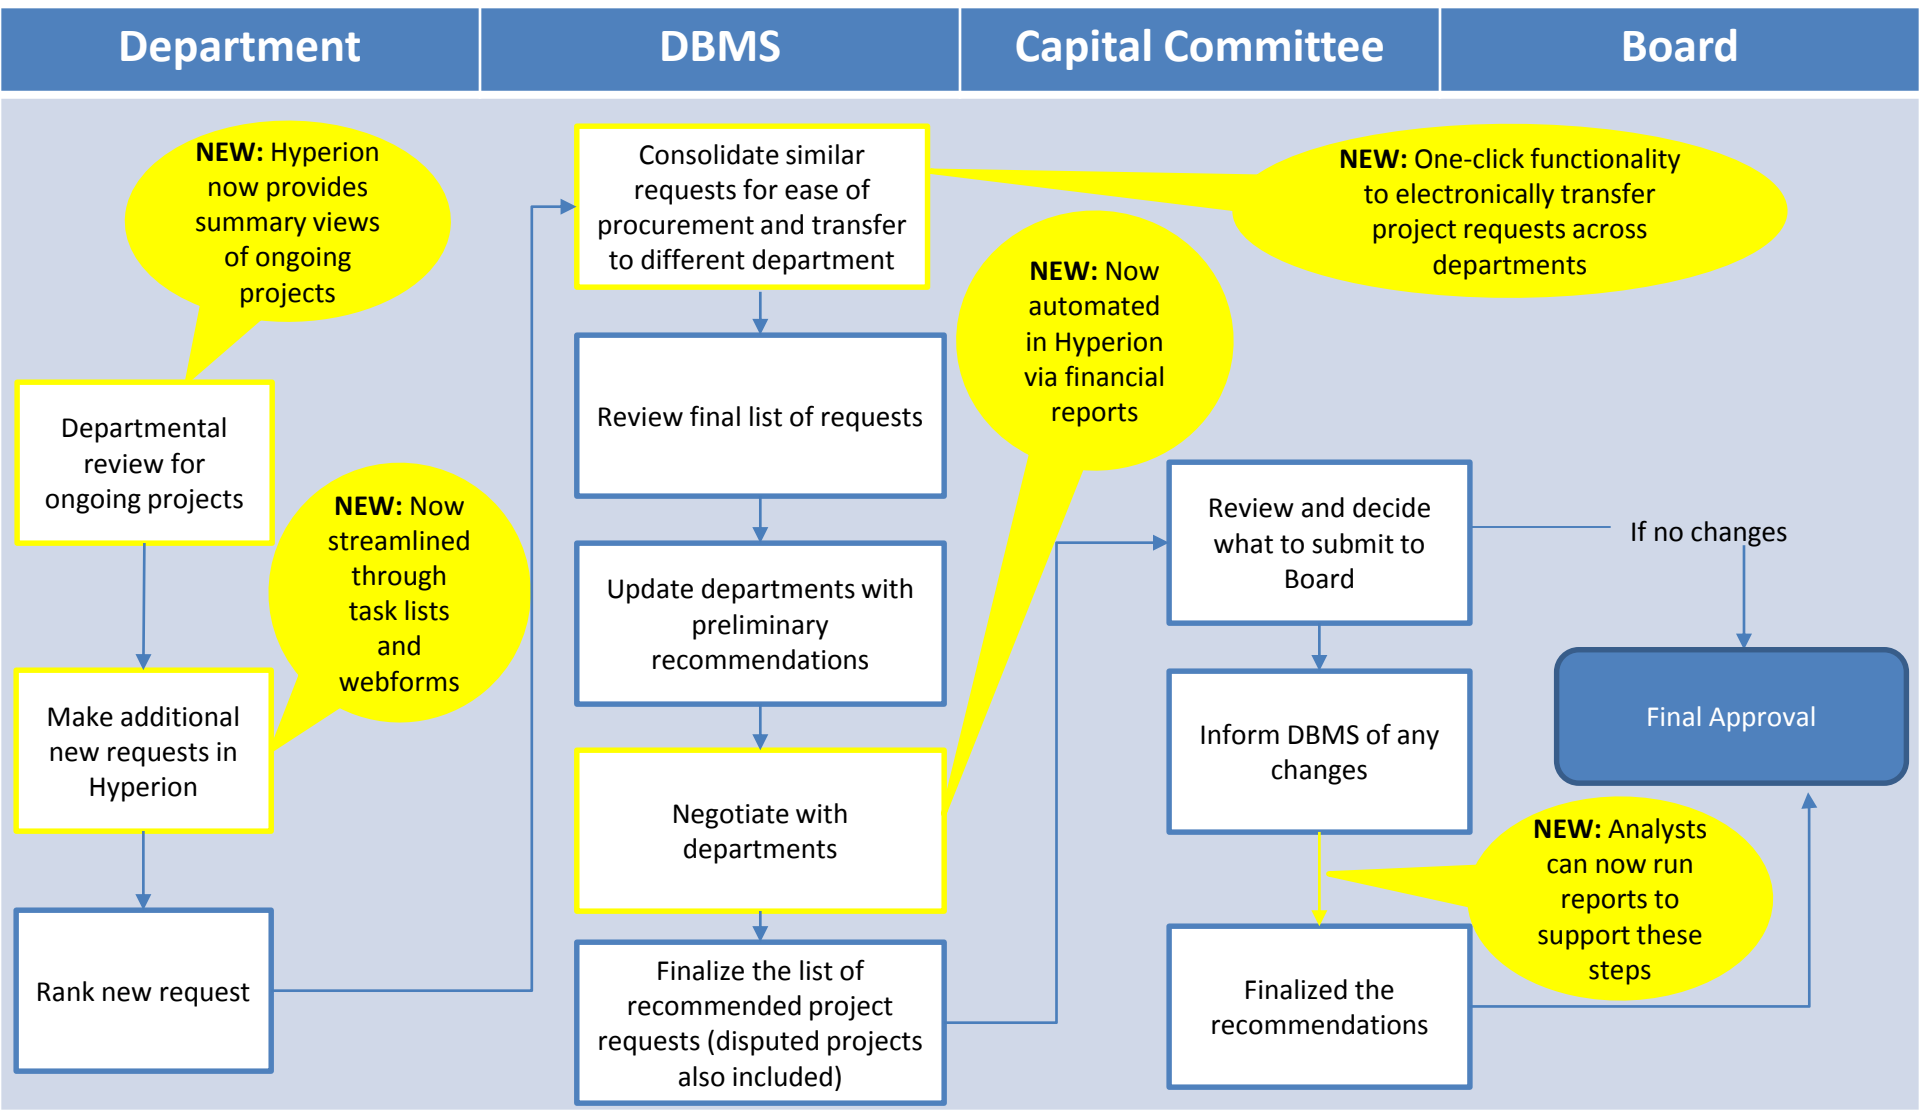 Department
DBMS
Capital Committee
Board
NEW: Hyperion
now provides
summary views
of ongoing
projects
Departmental
review for
ongoing projects
NEW: Now
streamlined
through
task lists
and
webforms
Make additional
new requests in
Hyperion
Rank new request
Consolidate similar
requests for ease of
procurement and transfer
to different department
NEW: One-click functionality
to electronically transfer
project requests across
departments
Review final list of requests
NEW: Now
automated
in Hyperion
via financial
reports
Update departments with
preliminary
recommendations
Negotiate with
departments
Finalize the list of
recommended project
requests (disputed projects
also included)
Review and decide
what to submit to
Board
If no changes
Inform DBMS of any
changes
NEW: Analysts
can now run
reports to
support these
steps
Finalized the
recommendations
Final Approval